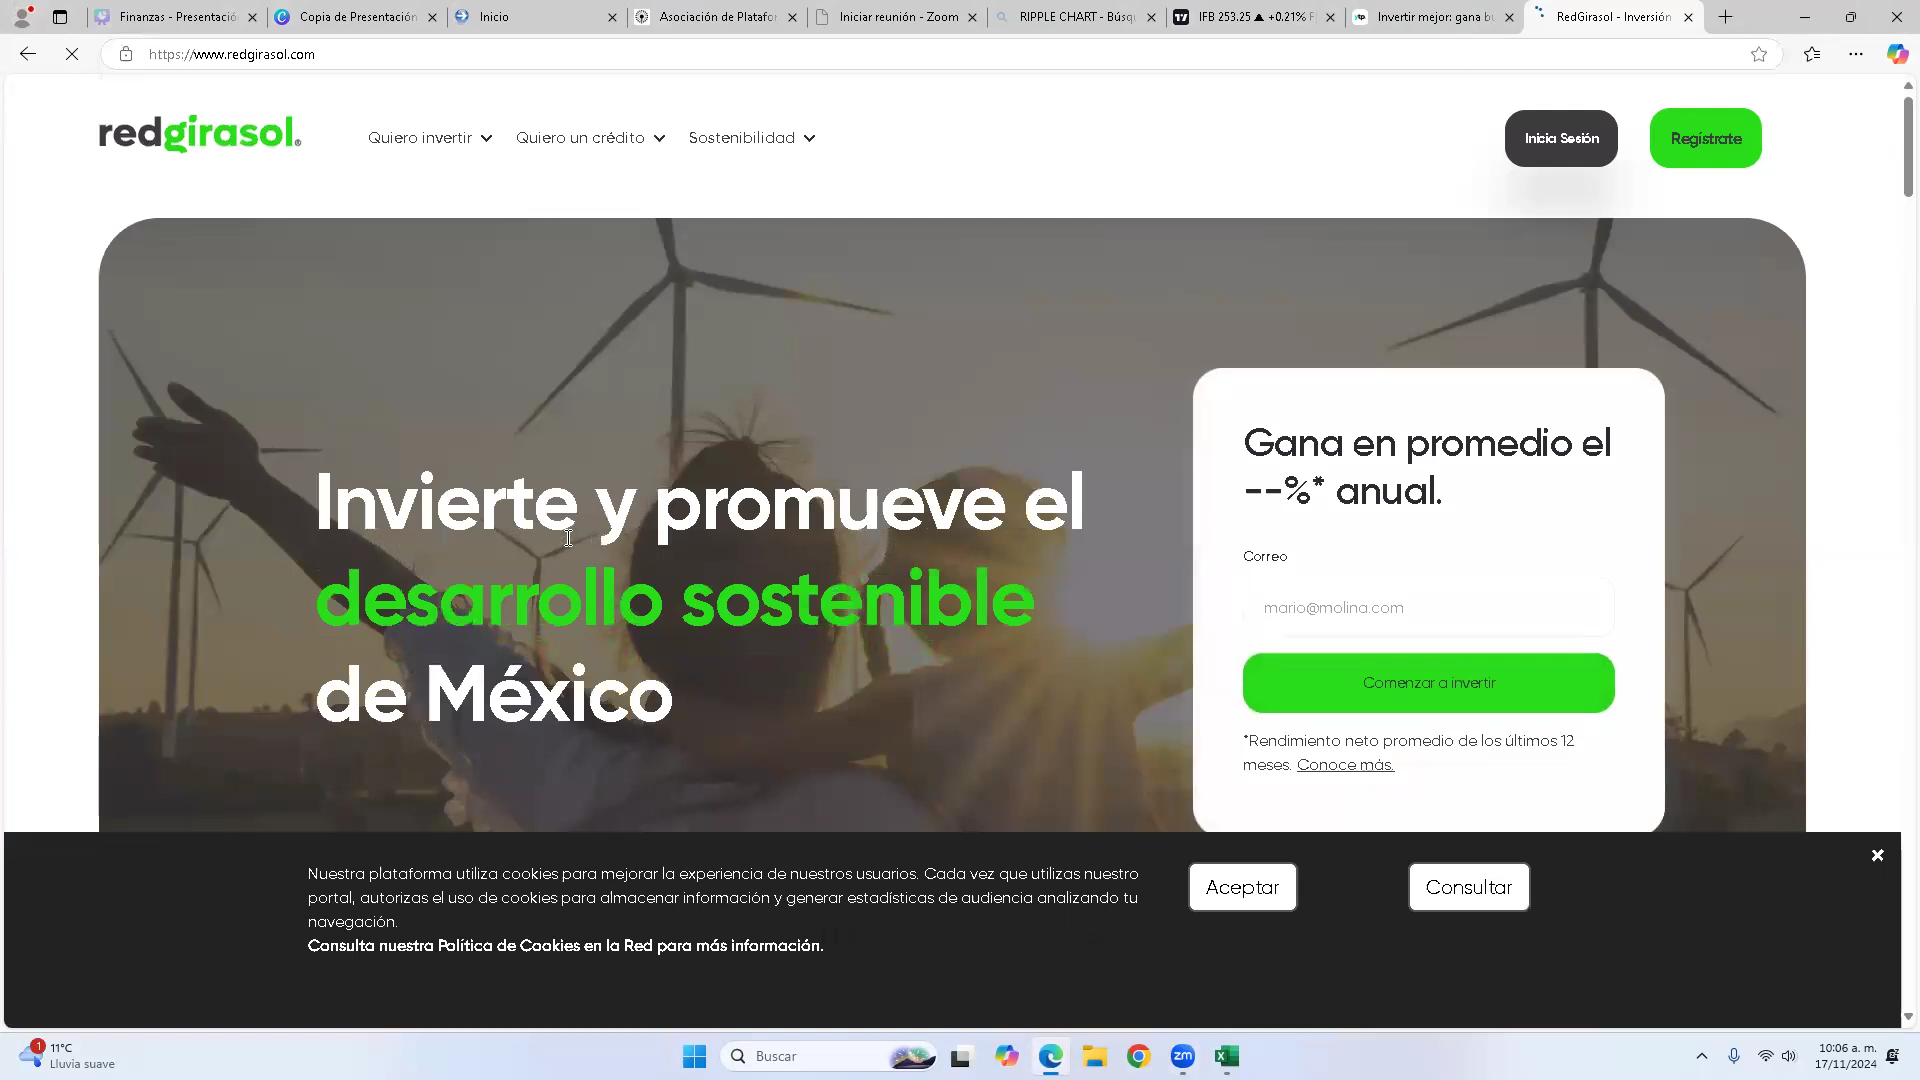 Finanzas - Presentació
Copia de Presentación
Inicio
Asociación de Platafor
Iniciar reunión - Zoom
RIPPLE CHART - Búsq
IFB 253.25 ▲ +0.21% F
Invertir mejor: gana bu
RedGirasol - Inversión
https://www.redgirasol.com
redgirasol
Quiero invertir
Quiero un crédito
Sostenibilidad
Inicia Sesión
Regístrate
Invierte y promueve el
desarrollo sostenible
de México
Gana en promedio el
--%* anual.
Correo
mario@molina.com
Comenzar a invertir
*Rendimiento neto promedio de los últimos 12
meses. Conoce más.
Nuestra plataforma utiliza cookies para mejorar la experiencia de nuestros usuarios. Cada vez que utilizas nuestro
portal, autorizas el uso de cookies para almacenar información y generar estadísticas de audiencia analizando tu
navegación.
Consulta nuestra Política de Cookies en la Red para más información.
Aceptar
Consultar
1
11°C
Lluvia suave
Buscar
zm
10:06 a. m.
17/11/2024